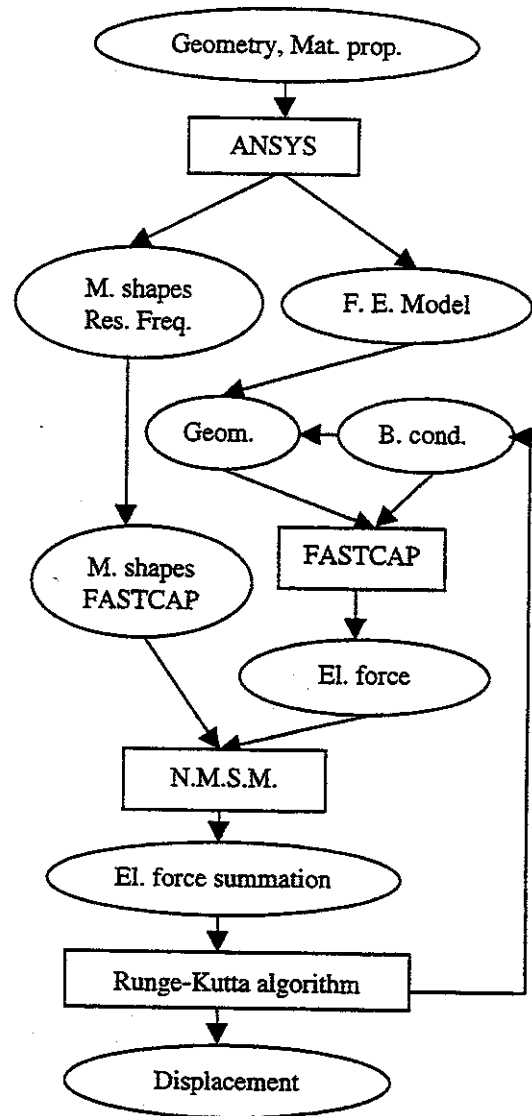 Geometry, Mat. prop.
ANSYS
M. shapes
Res. Freq.
F. E. Model
Geom.
B. cond.
FASTCAP
M. shapes
FASTCAP
El. force
N.M.S.M.
El. force summation
Runge-Kutta algorithm
Displacement